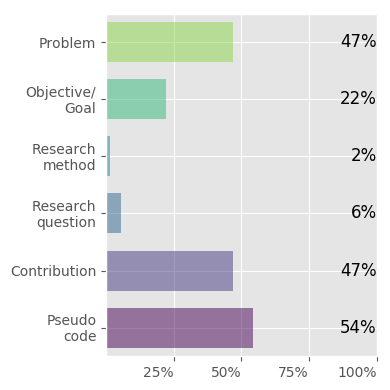 Problem 47%
Objective/
Goal 22%
Research
method 2%
Research
question 6%
Contribution 47%
Pseudo
code 54%
25% 50% 75% 100%